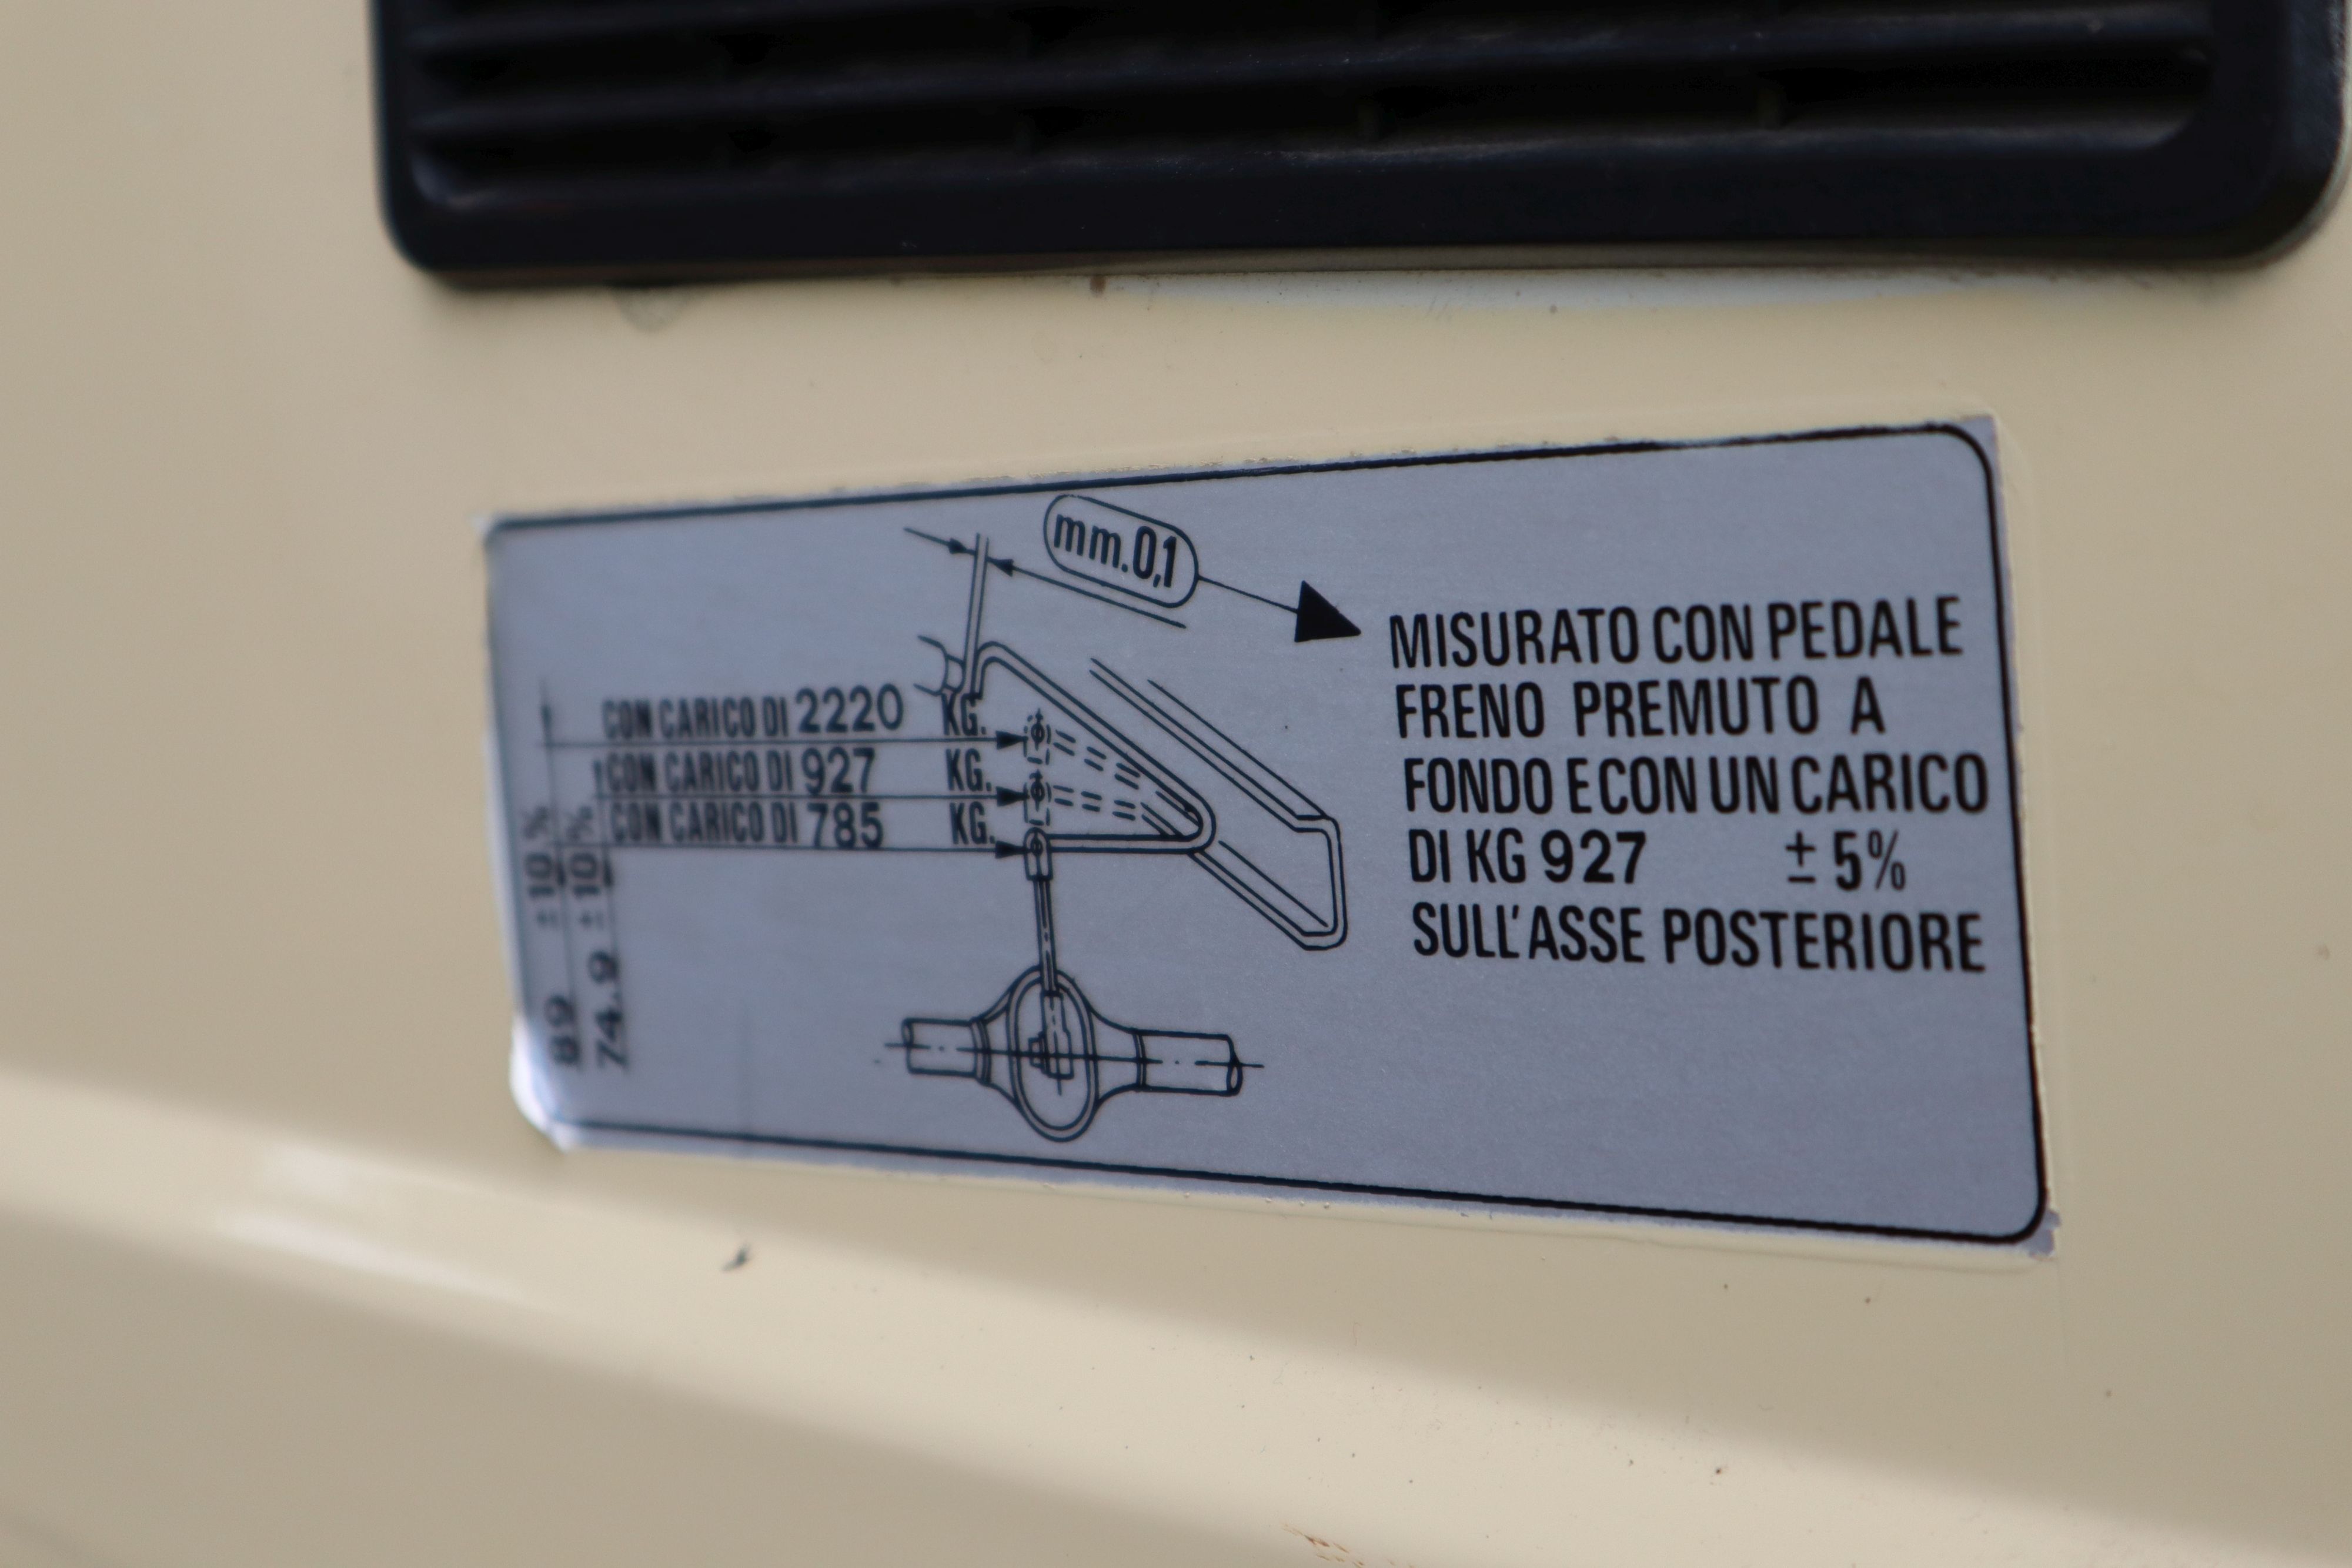 mm.0,1
CON CARICO DI 2220 KG.
CON CARICO DI 927 KG.
CON CARICO DI 785 KG.
89 ±10%
74.9 ±10%
MISURATO CON PEDALE
FRENO PREMUTO A
FONDO E CON UN CARICO
DI KG 927 ± 5%
SULL'ASSE POSTERIORE